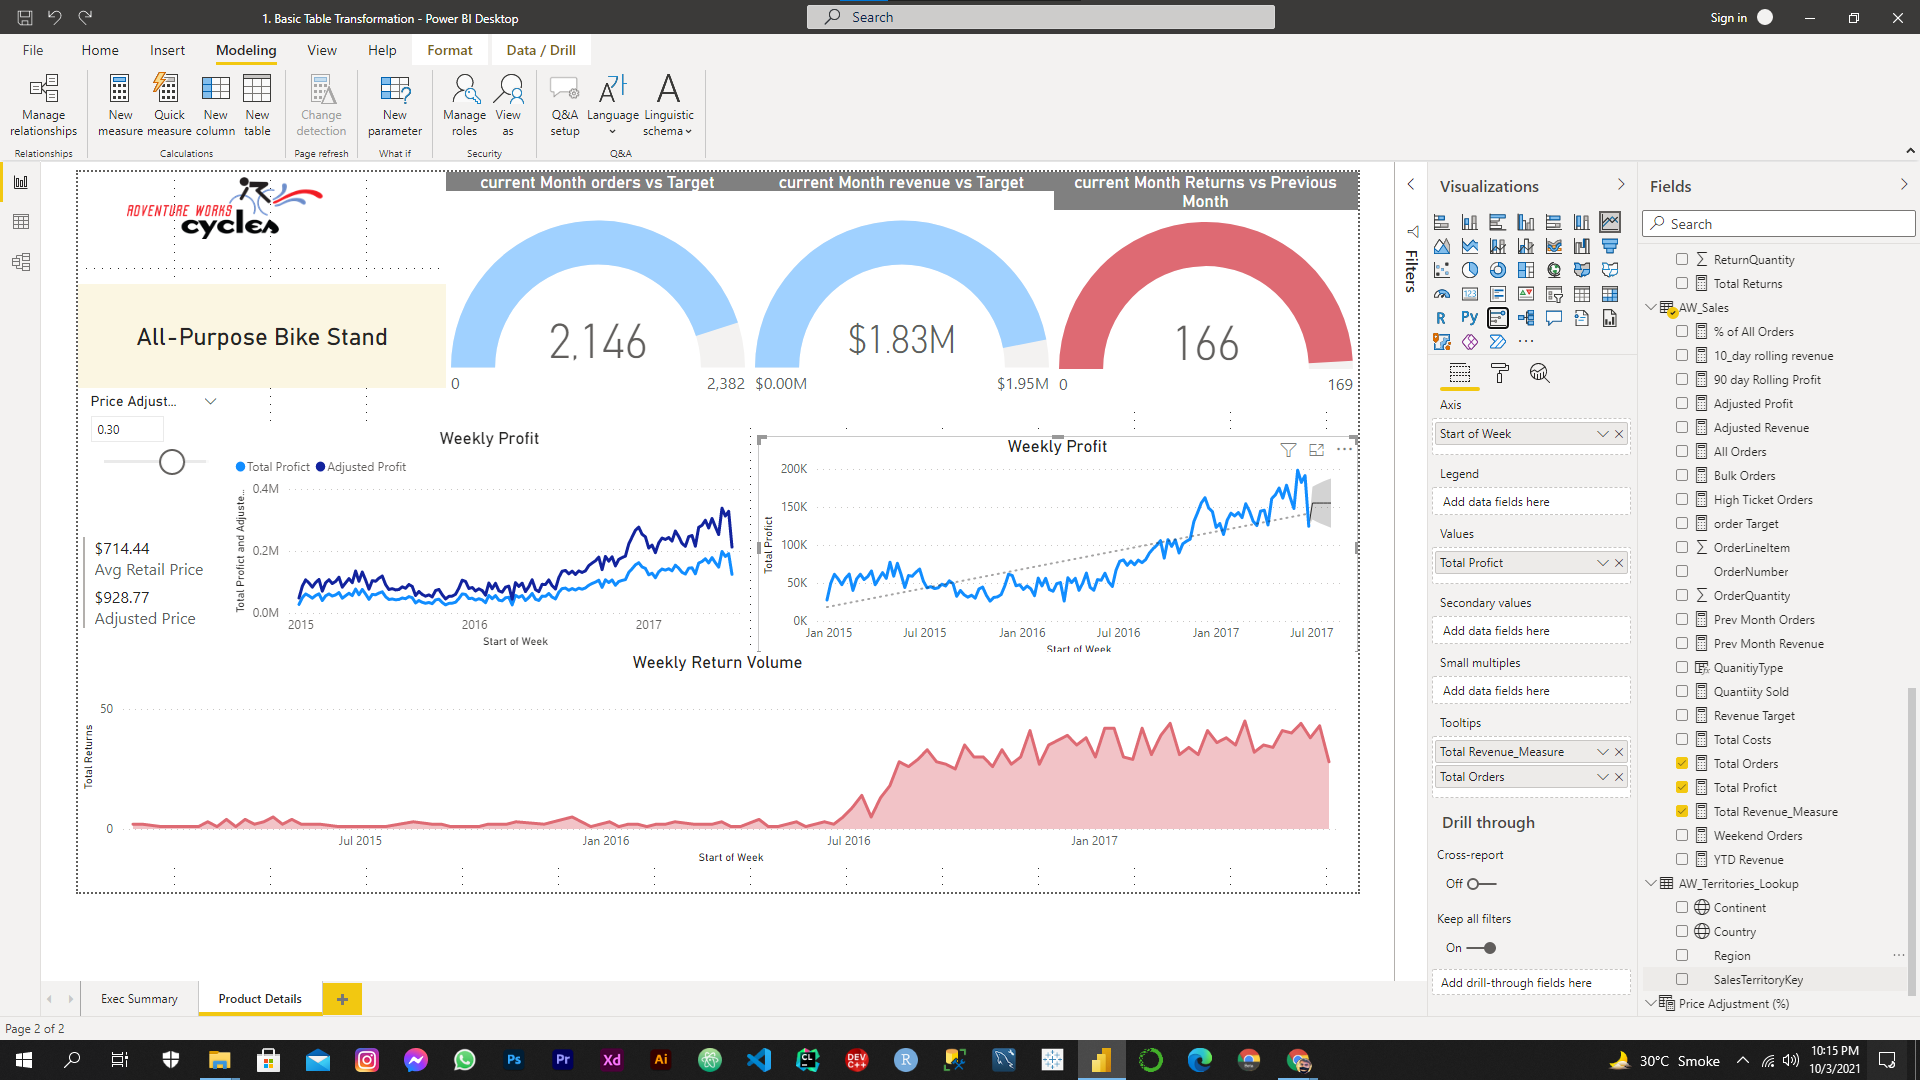 1. Basic Table Transformation - Power BI Desktop
Search
Sign in
File
Home
Insert
Modeling
View
Help
Format
Data / Drill
Manage relationships
New measure
Quick measure
New column
New table
Change detection
New parameter
Manage roles
View as
Q&A setup
Language
Linguistic schema
Relationships
Calculations
Page refresh
What if
Security
Q&A
ADVENTURE WORKS
cycles
current Month orders vs Target
current Month revenue vs Target
current Month Returns vs Previous
Month
2,146
0
2,382
$1.83M
$0.00M
$1.95M
166
0
169
All-Purpose Bike Stand
Price Adjust...
0.30
$714.44
Avg Retail Price
$928.77
Adjusted Price
Weekly Profit
Total Profict
Adjusted Profit
Total Profict and Adjuste...
0.4M
0.2M
0.0M
2015
2016
2017
Start of Week
Weekly Profit
Total Profict
200K
150K
100K
50K
0K
Jan 2015
Jul 2015
Jan 2016
Jul 2016
Jan 2017
Jul 2017
Start of Week
Weekly Return Volume
Total Returns
50
0
Jul 2015
Jan 2016
Jul 2016
Jan 2017
Start of Week
Filters
Visualizations
R
Py
Axis
Start of Week
Legend
Add data fields here
Values
Total Profict
Secondary values
Add data fields here
Small multiples
Add data fields here
Tooltips
Total Revenue_Measure
Total Orders
Drill through
Cross-report
Off
Keep all filters
On
Add drill-through fields here
Fields
Search
ReturnQuantity
Total Returns
AW_Sales
% of All Orders
10_day rolling revenue
90 day Rolling Profit
Adjusted Profit
Adjusted Revenue
All Orders
Bulk Orders
High Ticket Orders
order Target
OrderLineItem
OrderNumber
OrderQuantity
Prev Month Orders
Prev Month Revenue
QuanitiyType
Quantiity Sold
Revenue Target
Total Costs
Total Orders
Total Profict
Total Revenue_Measure
Weekend Orders
YTD Revenue
AW_Territories_Lookup
Continent
Country
Region
SalesTerritoryKey
Price Adjustment (%)
Exec Summary
Product Details
Page 2 of 2
Ps
Pr
Xd
Ai
CL
DEV
C++
R
30°C Smoke
10:15 PM
10/3/2021